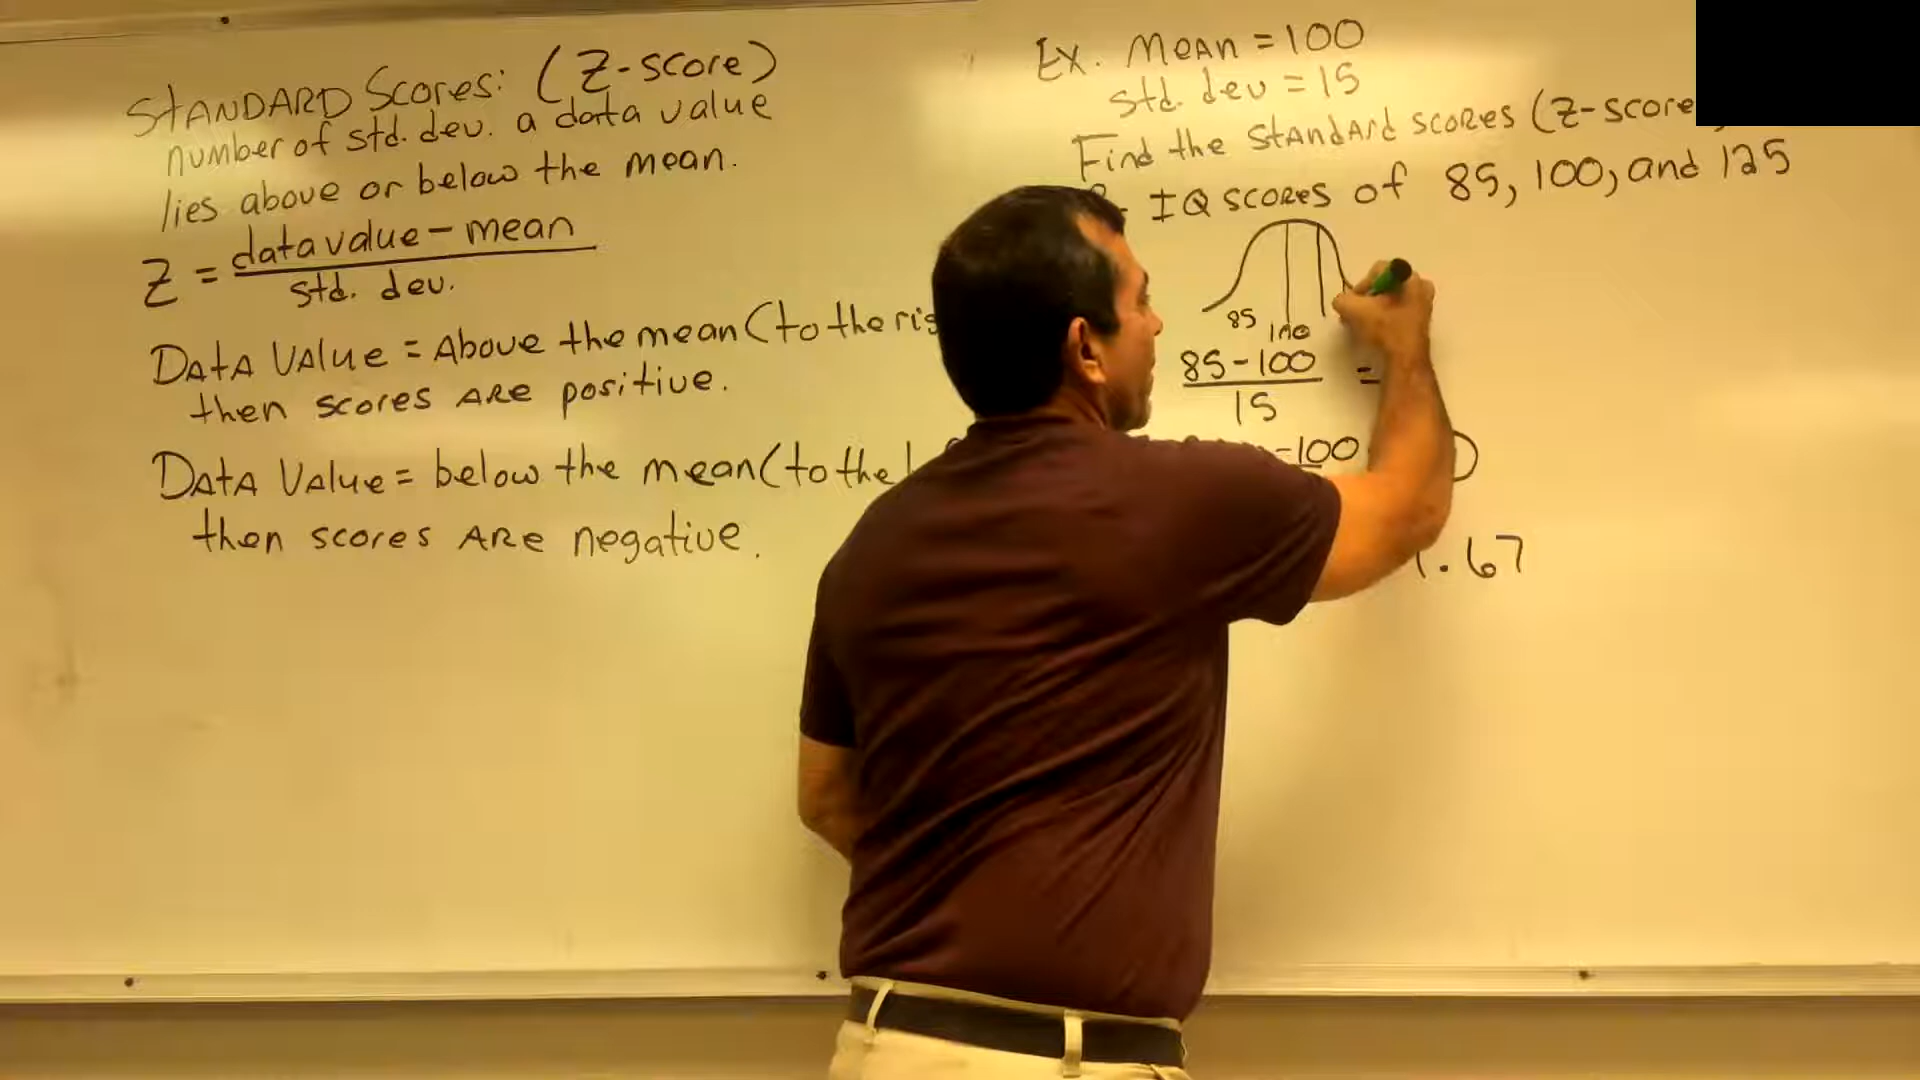 STANDARD Scores: (Z-score)
number of std. dev. a data value
lies above or below the mean.
Z = data value - mean
std. dev.
DATA VALUE = ABOVE the mean (to the
then scores ARE positive.
DATA VALUE = below the mean (to the
then scores ARE negative.
Ex. MEAN = 100
std. dev = 15
Find the STANDARD SCORES (Z-score
IQ SCORES of 85, 100, and 125
85
100
85-100 =
15
-100
1.67